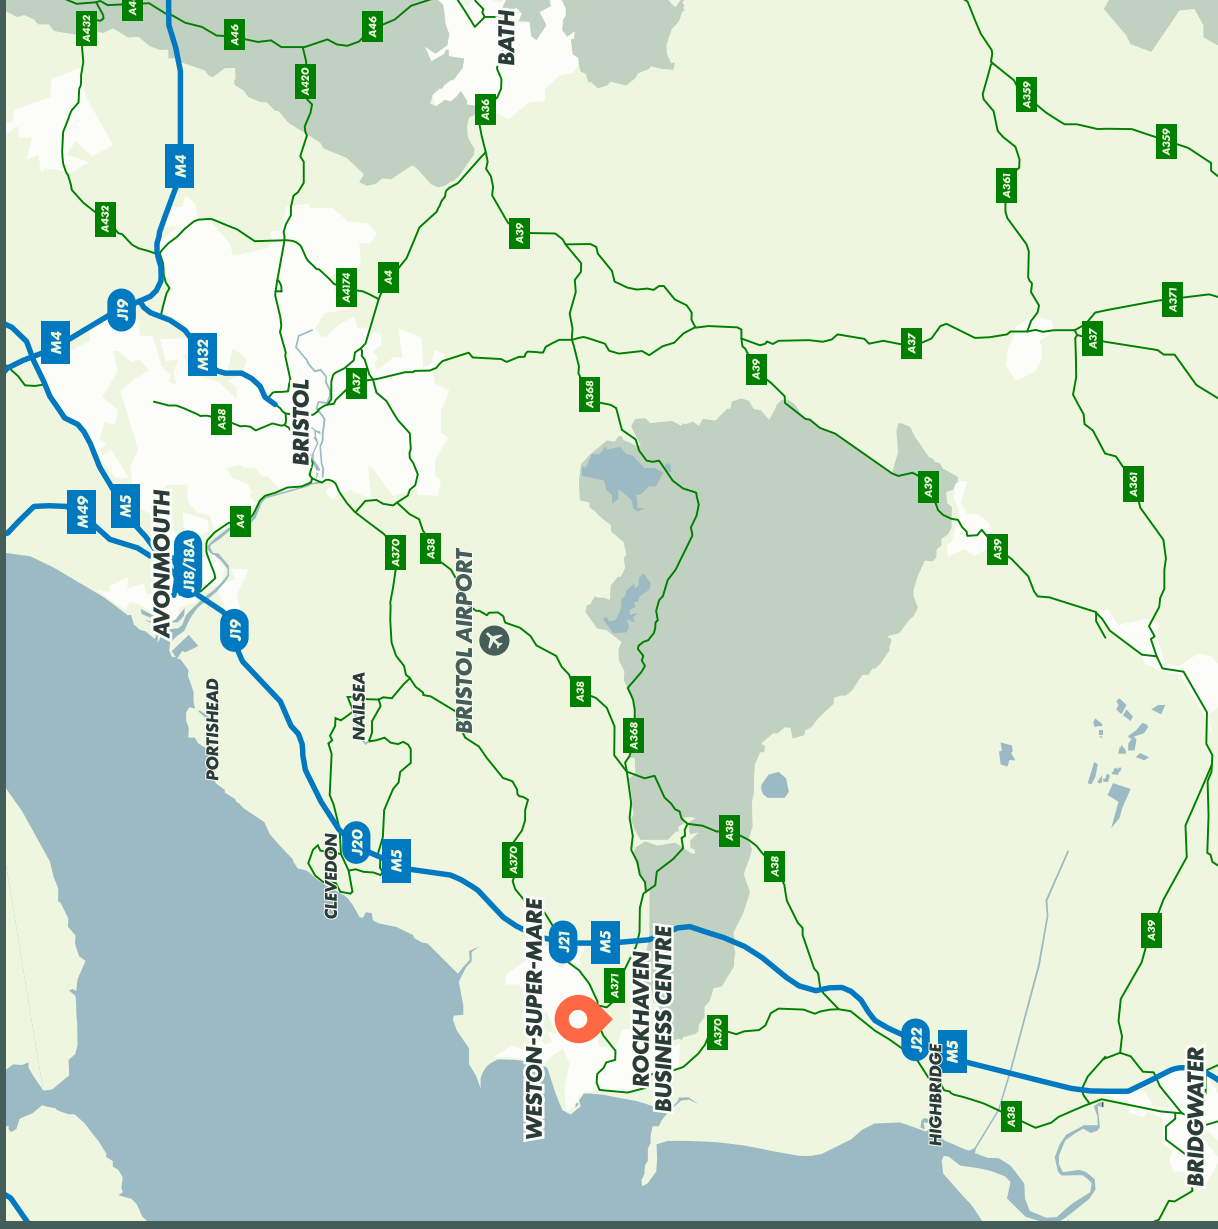 M4
M49
A432
A432
M5
J19
AVONMOUTH
M4
J18/18A
M32
PORTISHEAD
A38
J19
A4
A46
BRISTOL
A420
CLEVEDON
A4174
J20
NAILSEA
A37
A46
M5
A370
A4
A38
BRISTOL AIRPORT
A36
A370
A39
BATH
WESTON-SUPER-MARE
J21
A38
A368
M5
A371
A368
ROCKHAVEN
BUSINESS CENTRE
A370
A38
A39
A38
J22
A37
A39
HIGHBRIDGE
M5
A39
A361
A38
A359
A37
A361
A39
A359
A371
BRIDGWATER